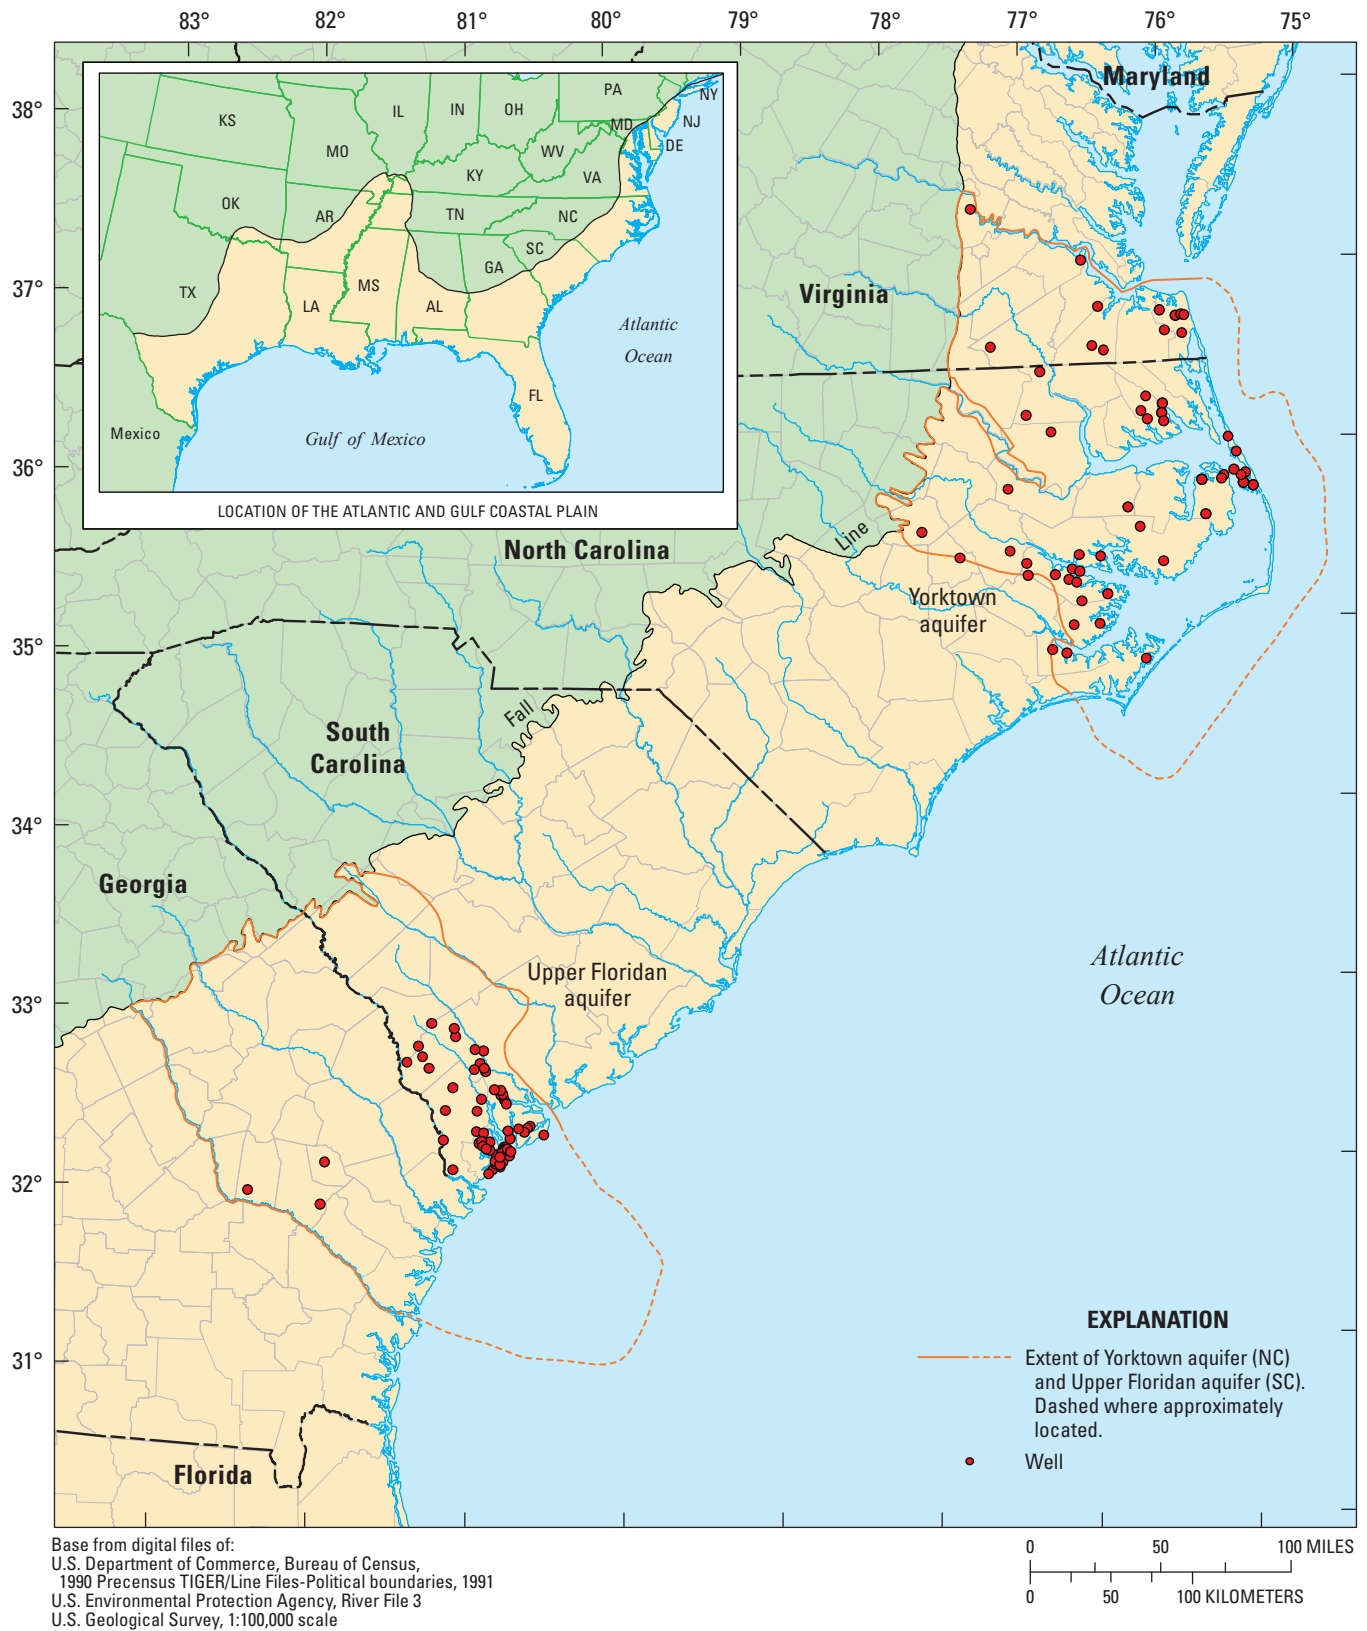 83°
82°
81°
80°
79°
78°
77°
76°
75°
38°
37°
36°
35°
34°
33°
32°
31°
KS
MO
IL
IN
OH
PA
NY
NJ
MD
DE
WV
VA
KY
OK
AR
TN
NC
SC
GA
TX
LA
MS
AL
FL
Mexico
Gulf of Mexico
Atlantic
Ocean
LOCATION OF THE ATLANTIC AND GULF COASTAL PLAIN
Maryland
Virginia
North Carolina
Fall
Line
Yorktown
aquifer
South
Carolina
Georgia
Upper Floridan
aquifer
Atlantic
Ocean
Florida
EXPLANATION
Extent of Yorktown aquifer (NC)
and Upper Floridan aquifer (SC).
Dashed where approximately
located.
Well
Base from digital files of:
U.S. Department of Commerce, Bureau of Census,
1990 Precensus TIGER/Line Files-Political boundaries, 1991
U.S. Environmental Protection Agency, River File 3
U.S. Geological Survey, 1:100,000 scale
0 50 100 MILES
0 50 100 KILOMETERS